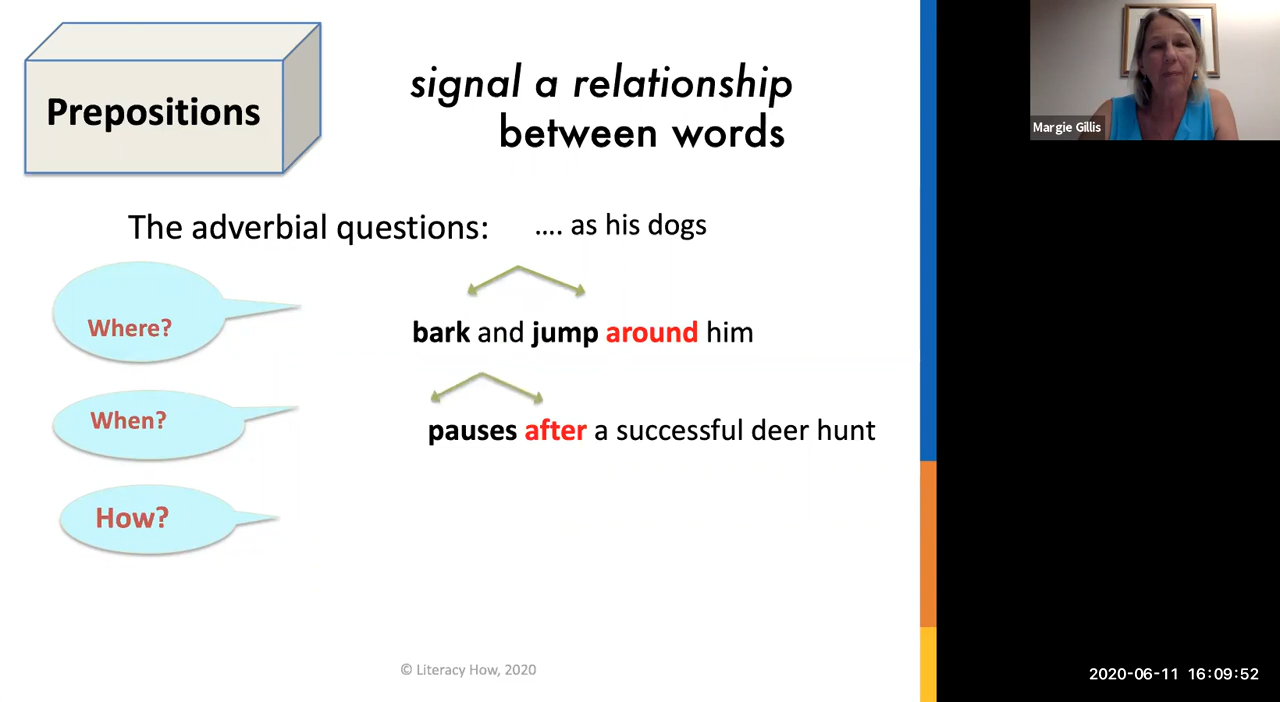 Prepositions
signal a relationship
between words
The adverbial questions:
.... as his dogs
Where?
bark and jump around him
When?
pauses after a successful deer hunt
How?
© Literacy How, 2020
Margie Gillis
2020-06-11 16:09:52